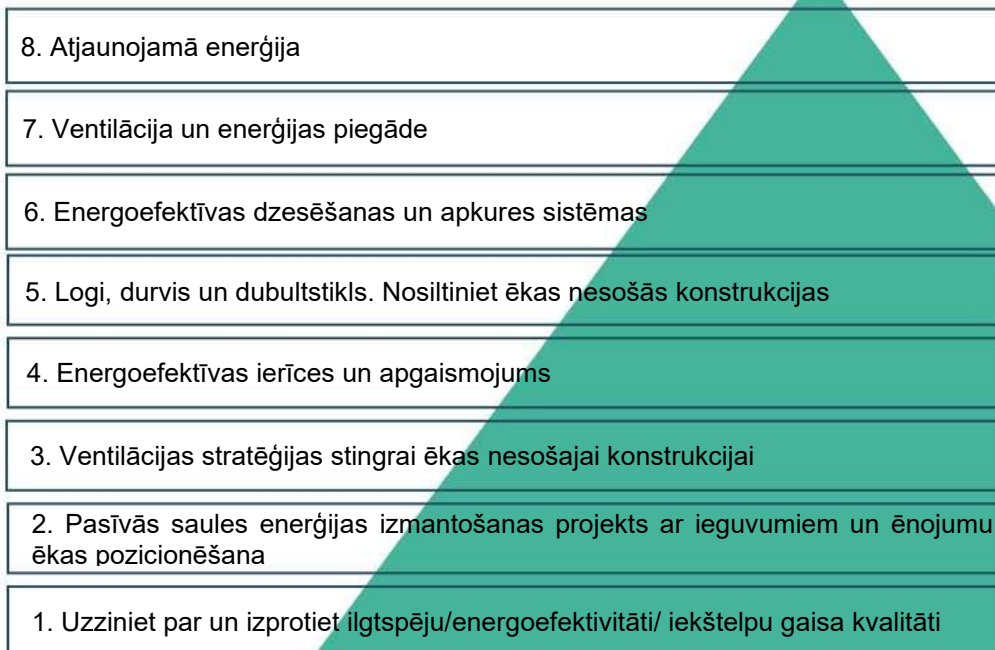 8. Atjaunojamā enerģija
7. Ventilācija un enerģijas piegāde
6. Energoefektīvas dzesēšanas un apkures sistēmas
5. Logi, durvis un dubultstikls. Nosiltiniet ēkas nesošās konstrukcijas
4. Energoefektīvas ierīces un apgaismojums
3. Ventilācijas stratēģijas stingrai ēkas nesošajai konstrukcijai
2. Pasīvās saules enerģijas izmantošanas projekts ar ieguvumiem un ēnojumu
ēkas pozicionēšana
1. Uzziniet par un izprotiet ilgtspēju/energoefektivitāti/ iekštelpu gaisa kvalitāti